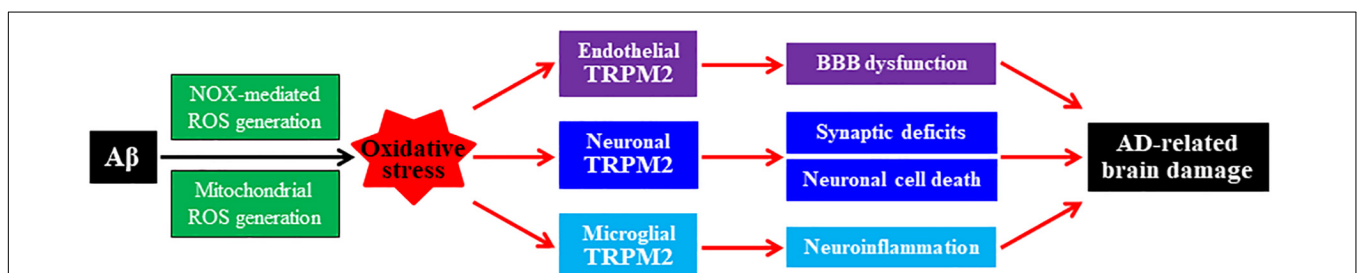 Aβ
NOX-mediated
ROS generation
Mitochondrial
ROS generation
Oxidative
stress
Endothelial
TRPM2
BBB dysfunction
Neuronal
TRPM2
Synaptic deficits
Neuronal cell death
Microglial
TRPM2
Neuroinflammation
AD-related
brain damage